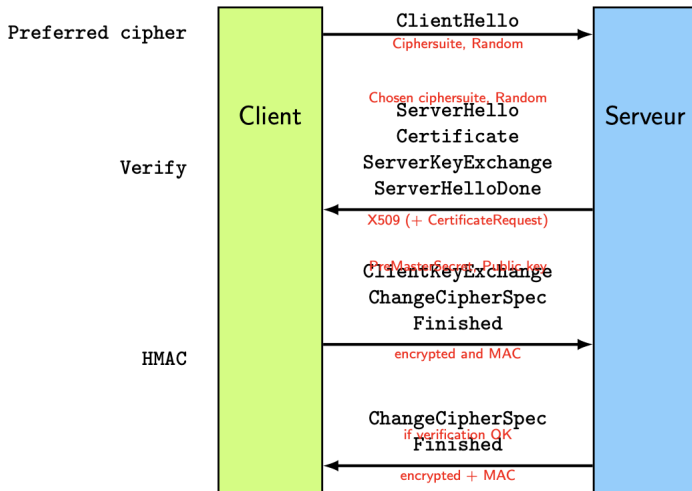 ClientHello
Preferred cipher
Ciphersuite, Random
Chosen ciphersuite, Random
ServerHello
Client
Serveur
Certificate
Verify
ServerKeyExchange
ServerHelloDone
X509 (+ CertificateRequest)
PreMasterSecret, Public key
ClientKeyExchange
ChangeCipherSpec
Finished
HMAC
encrypted and MAC
ChangeCipherSpec
if verification OK
Finished
encrypted + MAC